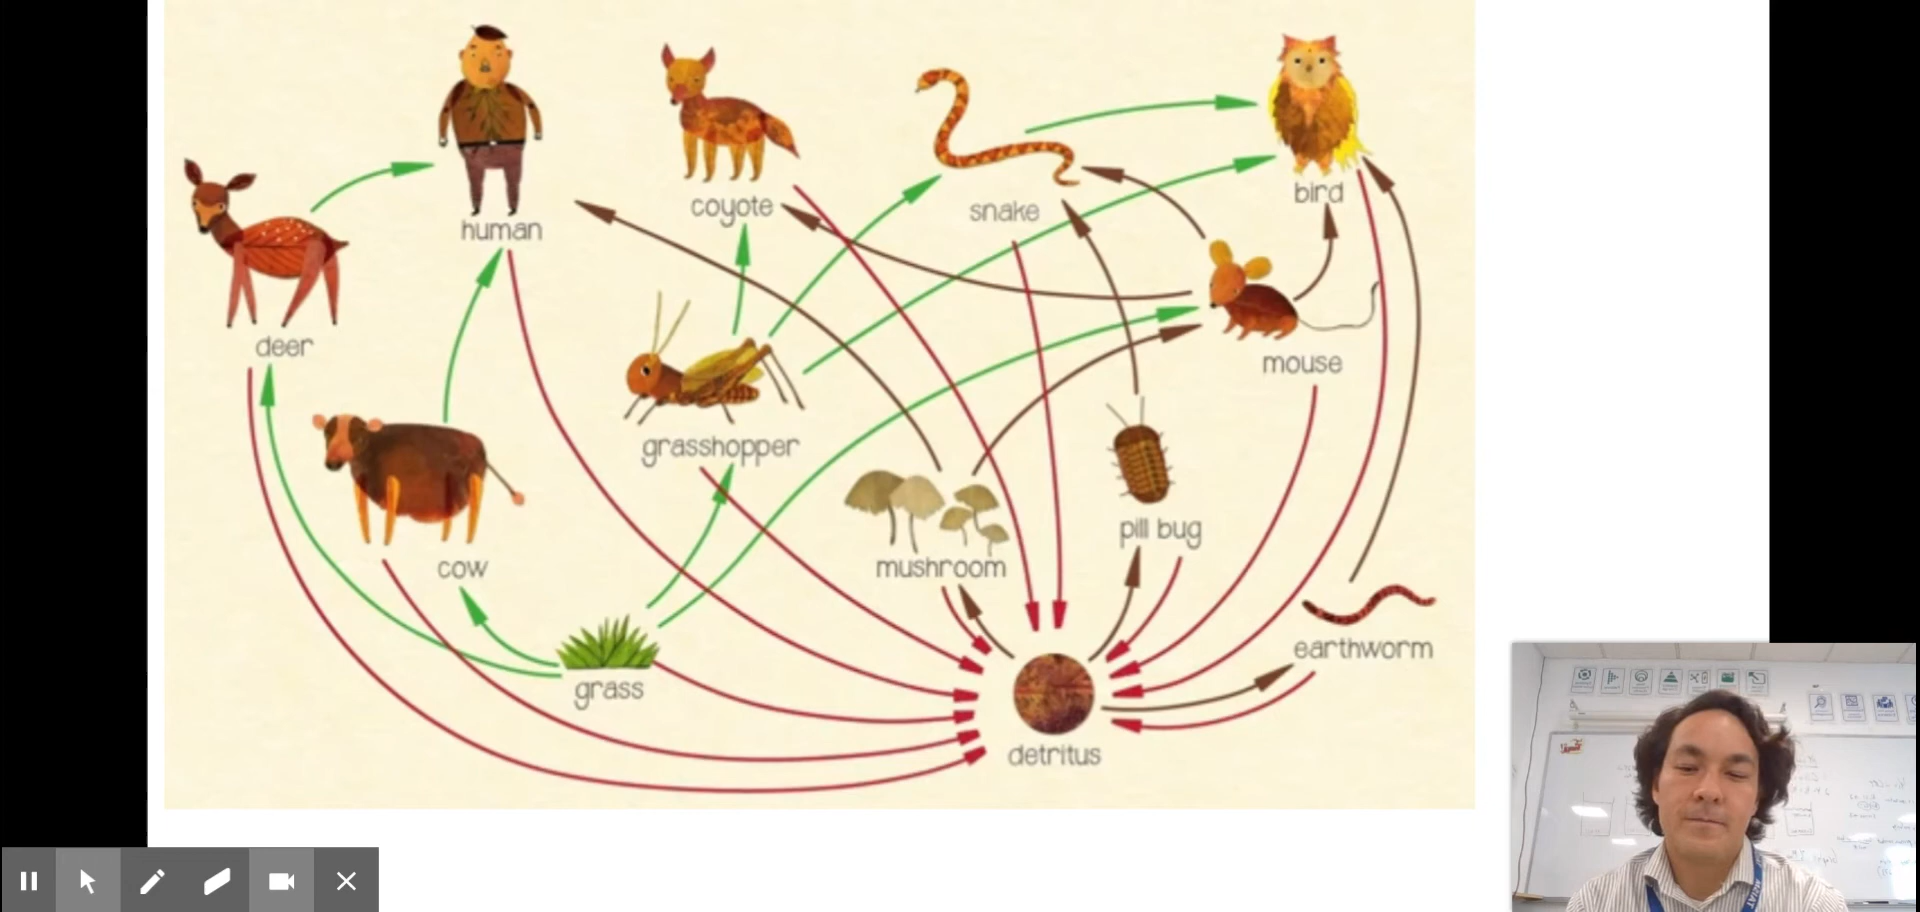 human
coyote
snake
bird
deer
mouse
grasshopper
pill bug
cow
mushroom
earthworm
grass
detritus